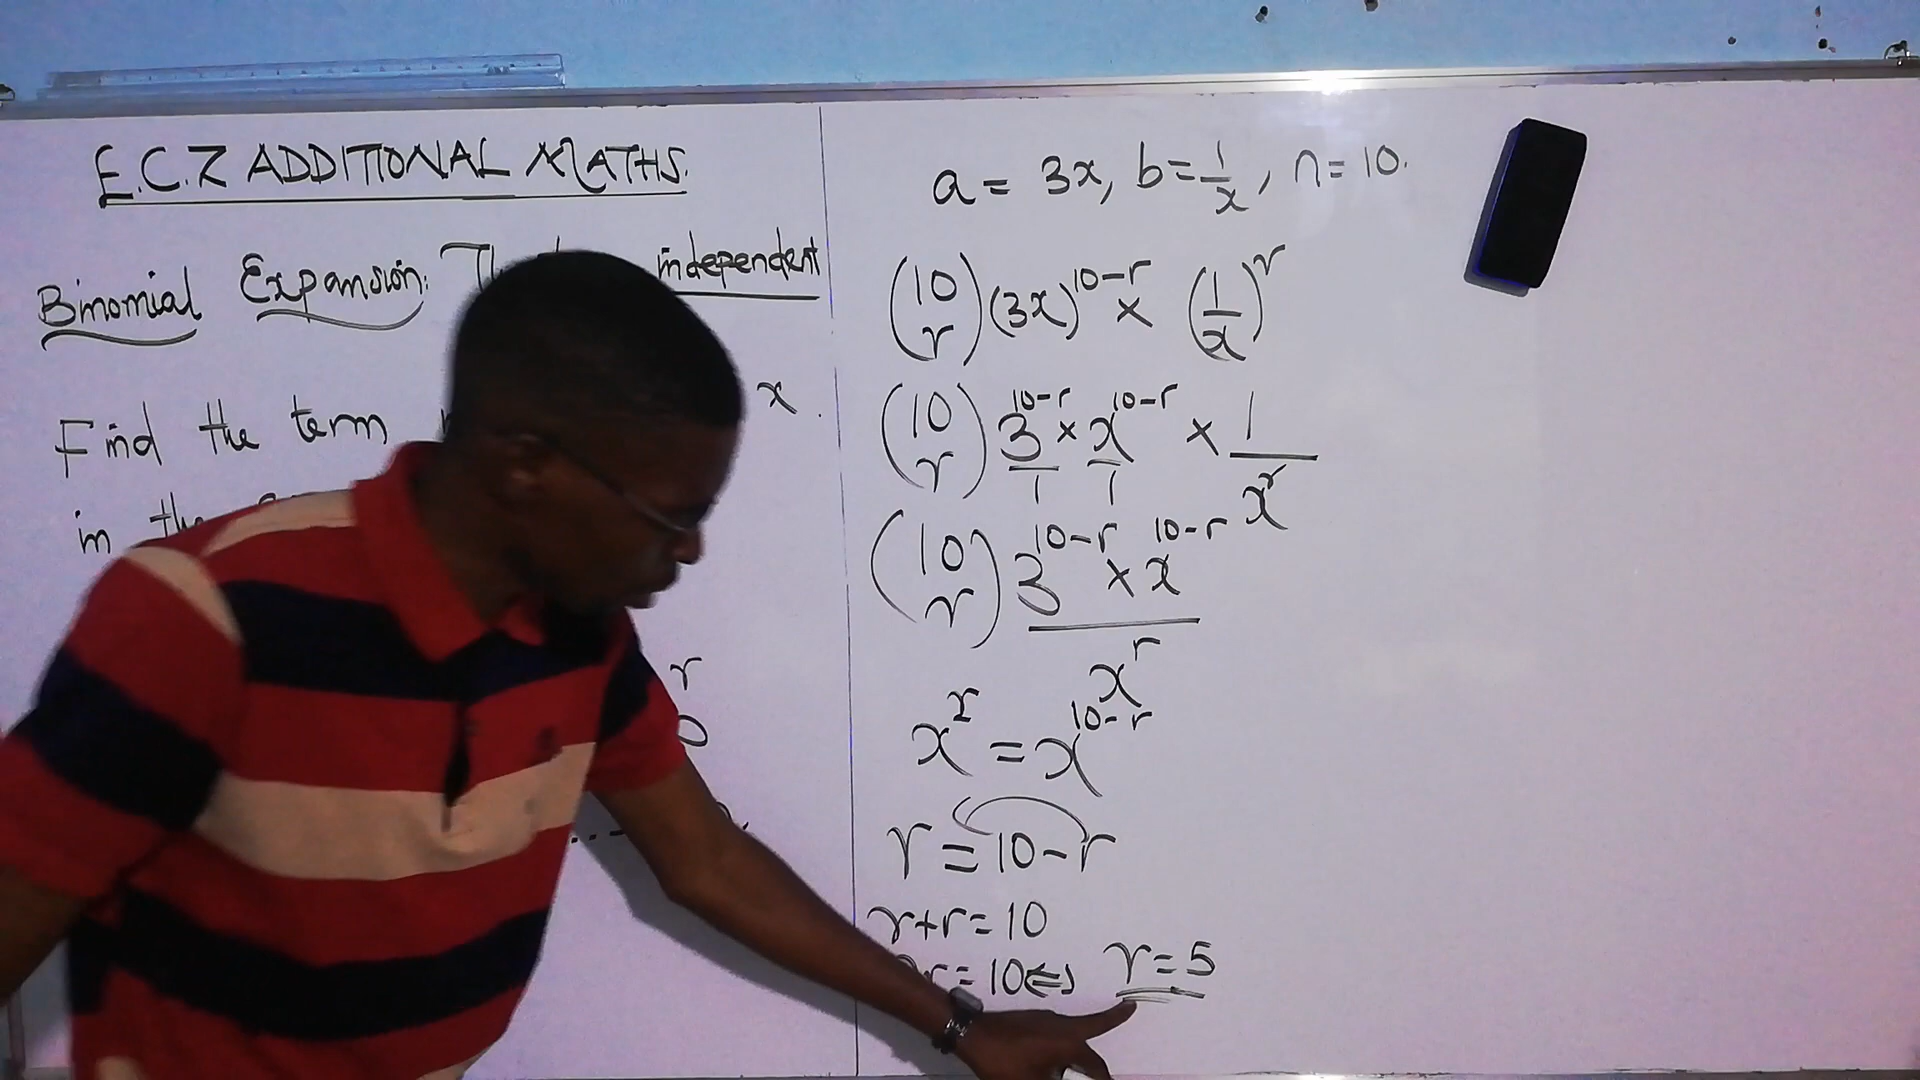 E.C.Z ADDITIONAL MATHS.
Binomial Expansion: independent
Find the term x.
in the
r
a = 3x, b = 1/x, n = 10.
(10 r) (3x)^10-r × (1/x)^r
(10 r) 3^10-r/1 × x^10-r/1 × 1/x^r
(10 r) 3^10-r × x^10-r / x^r
x^r = x^10-r
r = 10 - r
r + r = 10
r = 10 ⇔ r = 5